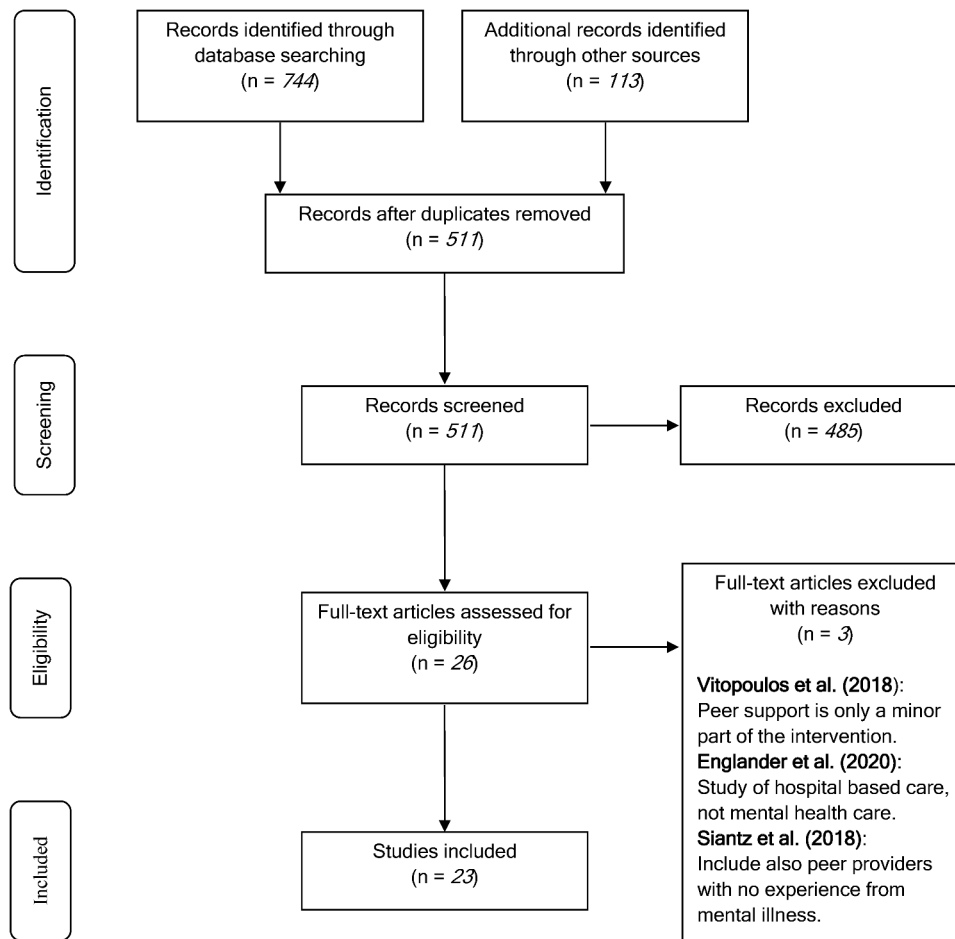 Identification
Records identified through
database searching
(n = 744)
Additional records identified
through other sources
(n = 113)
Records after duplicates removed
(n = 511)
Screening
Records screened
(n = 511)
Records excluded
(n = 485)
Eligibility
Full-text articles assessed for
eligibility
(n = 26)
Full-text articles excluded
with reasons
(n = 3)
Vitopoulos et al. (2018):
Peer support is only a minor
part of the intervention.
Englander et al. (2020):
Study of hospital based care,
not mental health care.
Siantz et al. (2018):
Include also peer providers
with no experience from
mental illness.
Included
Studies included
(n = 23)